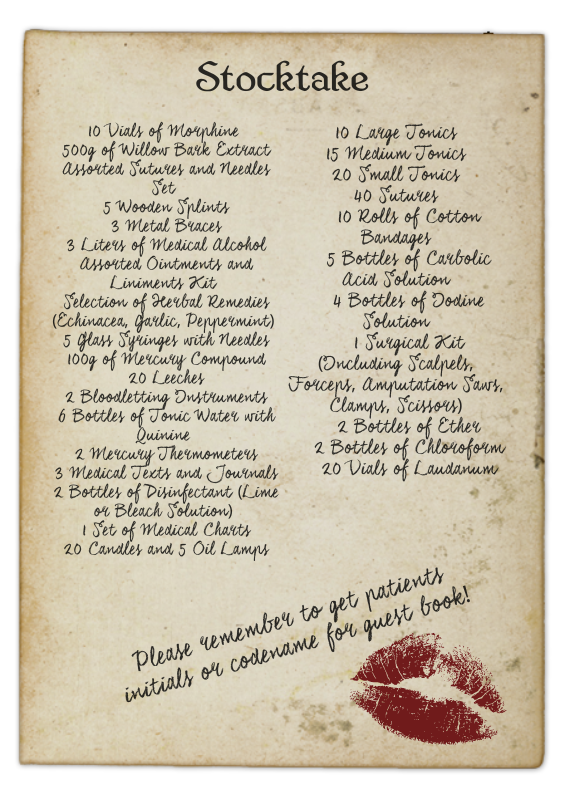 Stocktake
10 Vials of Morphine
500g of Willow Bark Extract
Assorted Sutures and Needles
Set
5 Wooden Splints
3 Metal Braces
3 Liters of Medical Alcohol
Assorted Ointments and
Liniments Kit
Selection of Herbal Remedies
(Echinacea, Garlic, Peppermint)
5 Glass Syringes with Needles
100g of Mercury Compound
20 Leeches
2 Bloodletting Instruments
6 Bottles of Tonic Water with
Quinine
2 Mercury Thermometers
3 Medical Texts and Journals
2 Bottles of Disinfectant (Lime
or Bleach Solution)
1 Set of Medical Charts
20 Candles and 5 Oil Lamps
10 Large Tonics
15 Medium Tonics
20 Small Tonics
40 Sutures
10 Rolls of Cotton
Bandages
5 Bottles of Carbolic
Acid Solution
4 Bottles of Iodine
Solution
1 Surgical Kit
(Including Scalpels,
Forceps, Amputation Saws,
Clamps, Scissors)
2 Bottles of Ether
2 Bottles of Chloroform
20 Vials of Laudanum
Please remember to get patients
initials or codename for guest book!